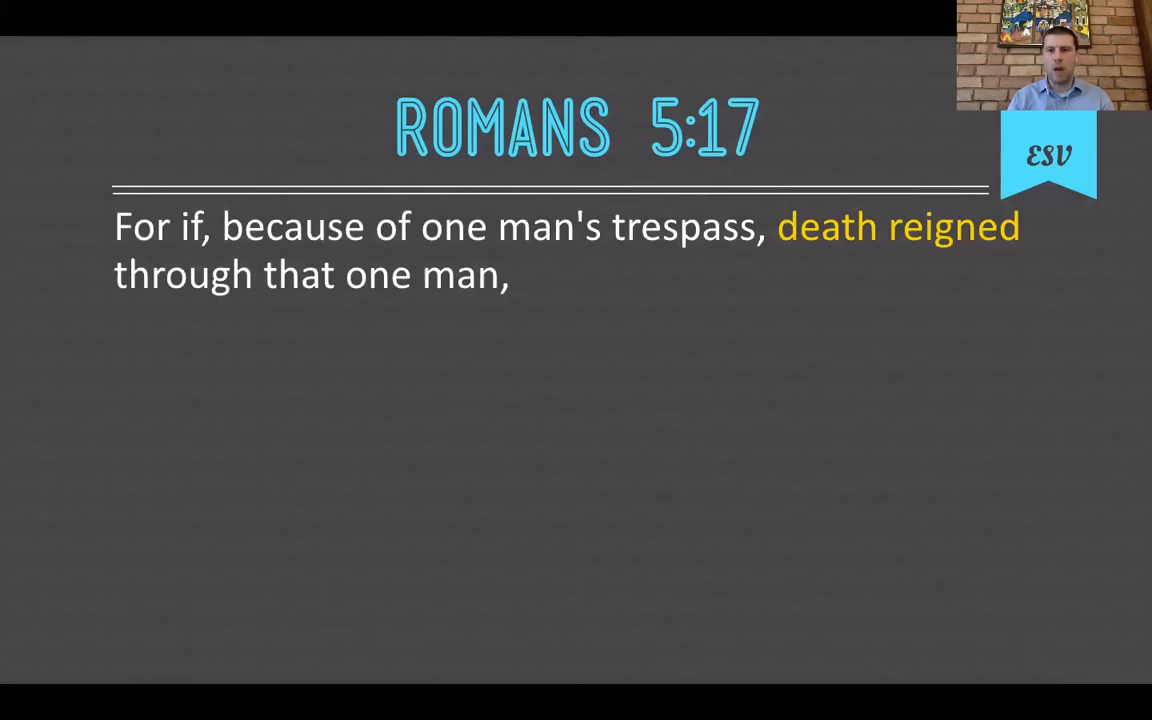 ROMANS 5:17
ESV
For if, because of one man's trespass, death reigned
through that one man,